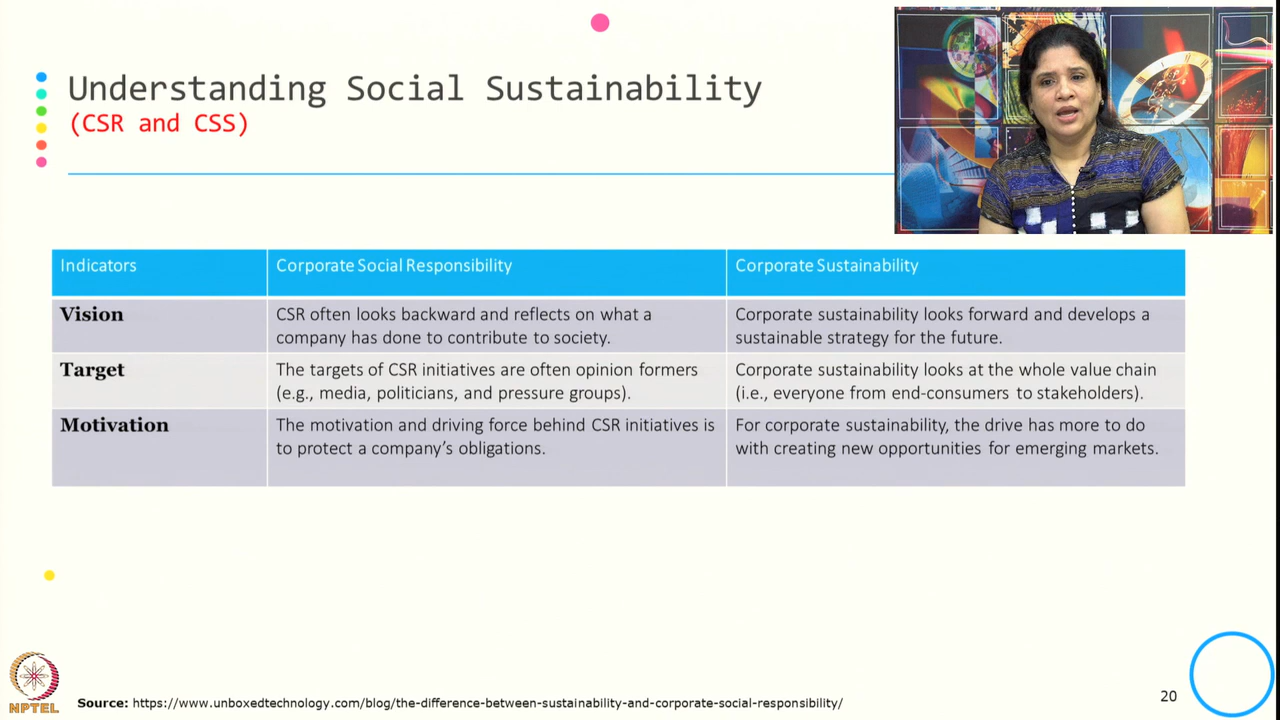 Understanding Social Sustainability
(CSR and CSS)
Indicators
Corporate Social Responsibility
Corporate Sustainability
Vision
CSR often looks backward and reflects on what a
company has done to contribute to society.
Corporate sustainability looks forward and develops a
sustainable strategy for the future.
Target
The targets of CSR initiatives are often opinion formers
(e.g., media, politicians, and pressure groups).
Corporate sustainability looks at the whole value chain
(i.e., everyone from end-consumers to stakeholders).
Motivation
The motivation and driving force behind CSR initiatives is
to protect a company’s obligations.
For corporate sustainability, the drive has more to do
with creating new opportunities for emerging markets.
NPTEL
Source: https://www.unboxedtechnology.com/blog/the-difference-between-sustainability-and-corporate-social-responsibility/
20